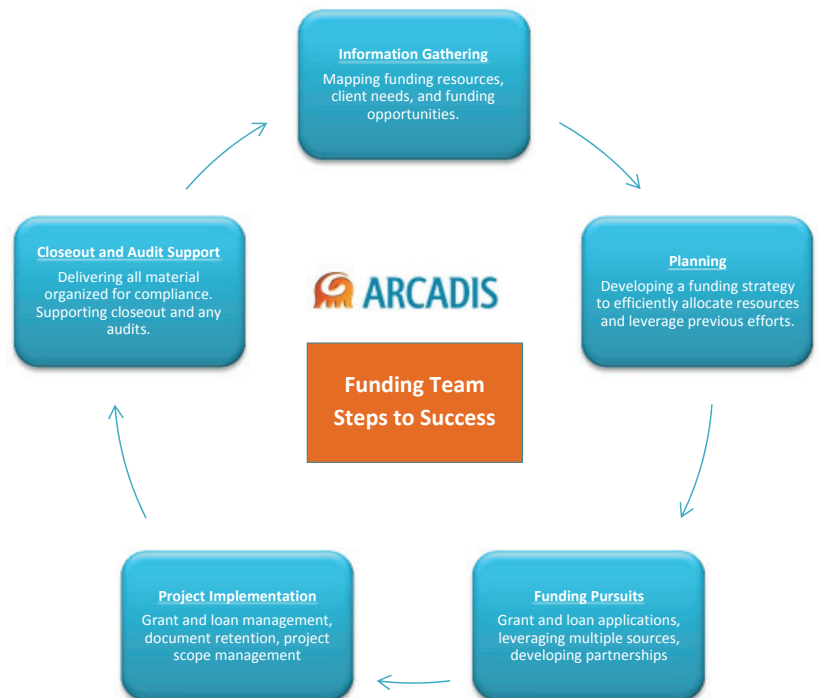 Information Gathering
Mapping funding resources,
client needs, and funding
opportunities.
Planning
Developing a funding strategy
to efficiently allocate resources
and leverage previous efforts.
Funding Pursuits
Grant and loan applications,
leveraging multiple sources,
developing partnerships
Project Implementation
Grant and loan management,
document retention, project
scope management
Closeout and Audit Support
Delivering all material
organized for compliance.
Supporting closeout and any
audits.
ARCADIS
Funding Team
Steps to Success